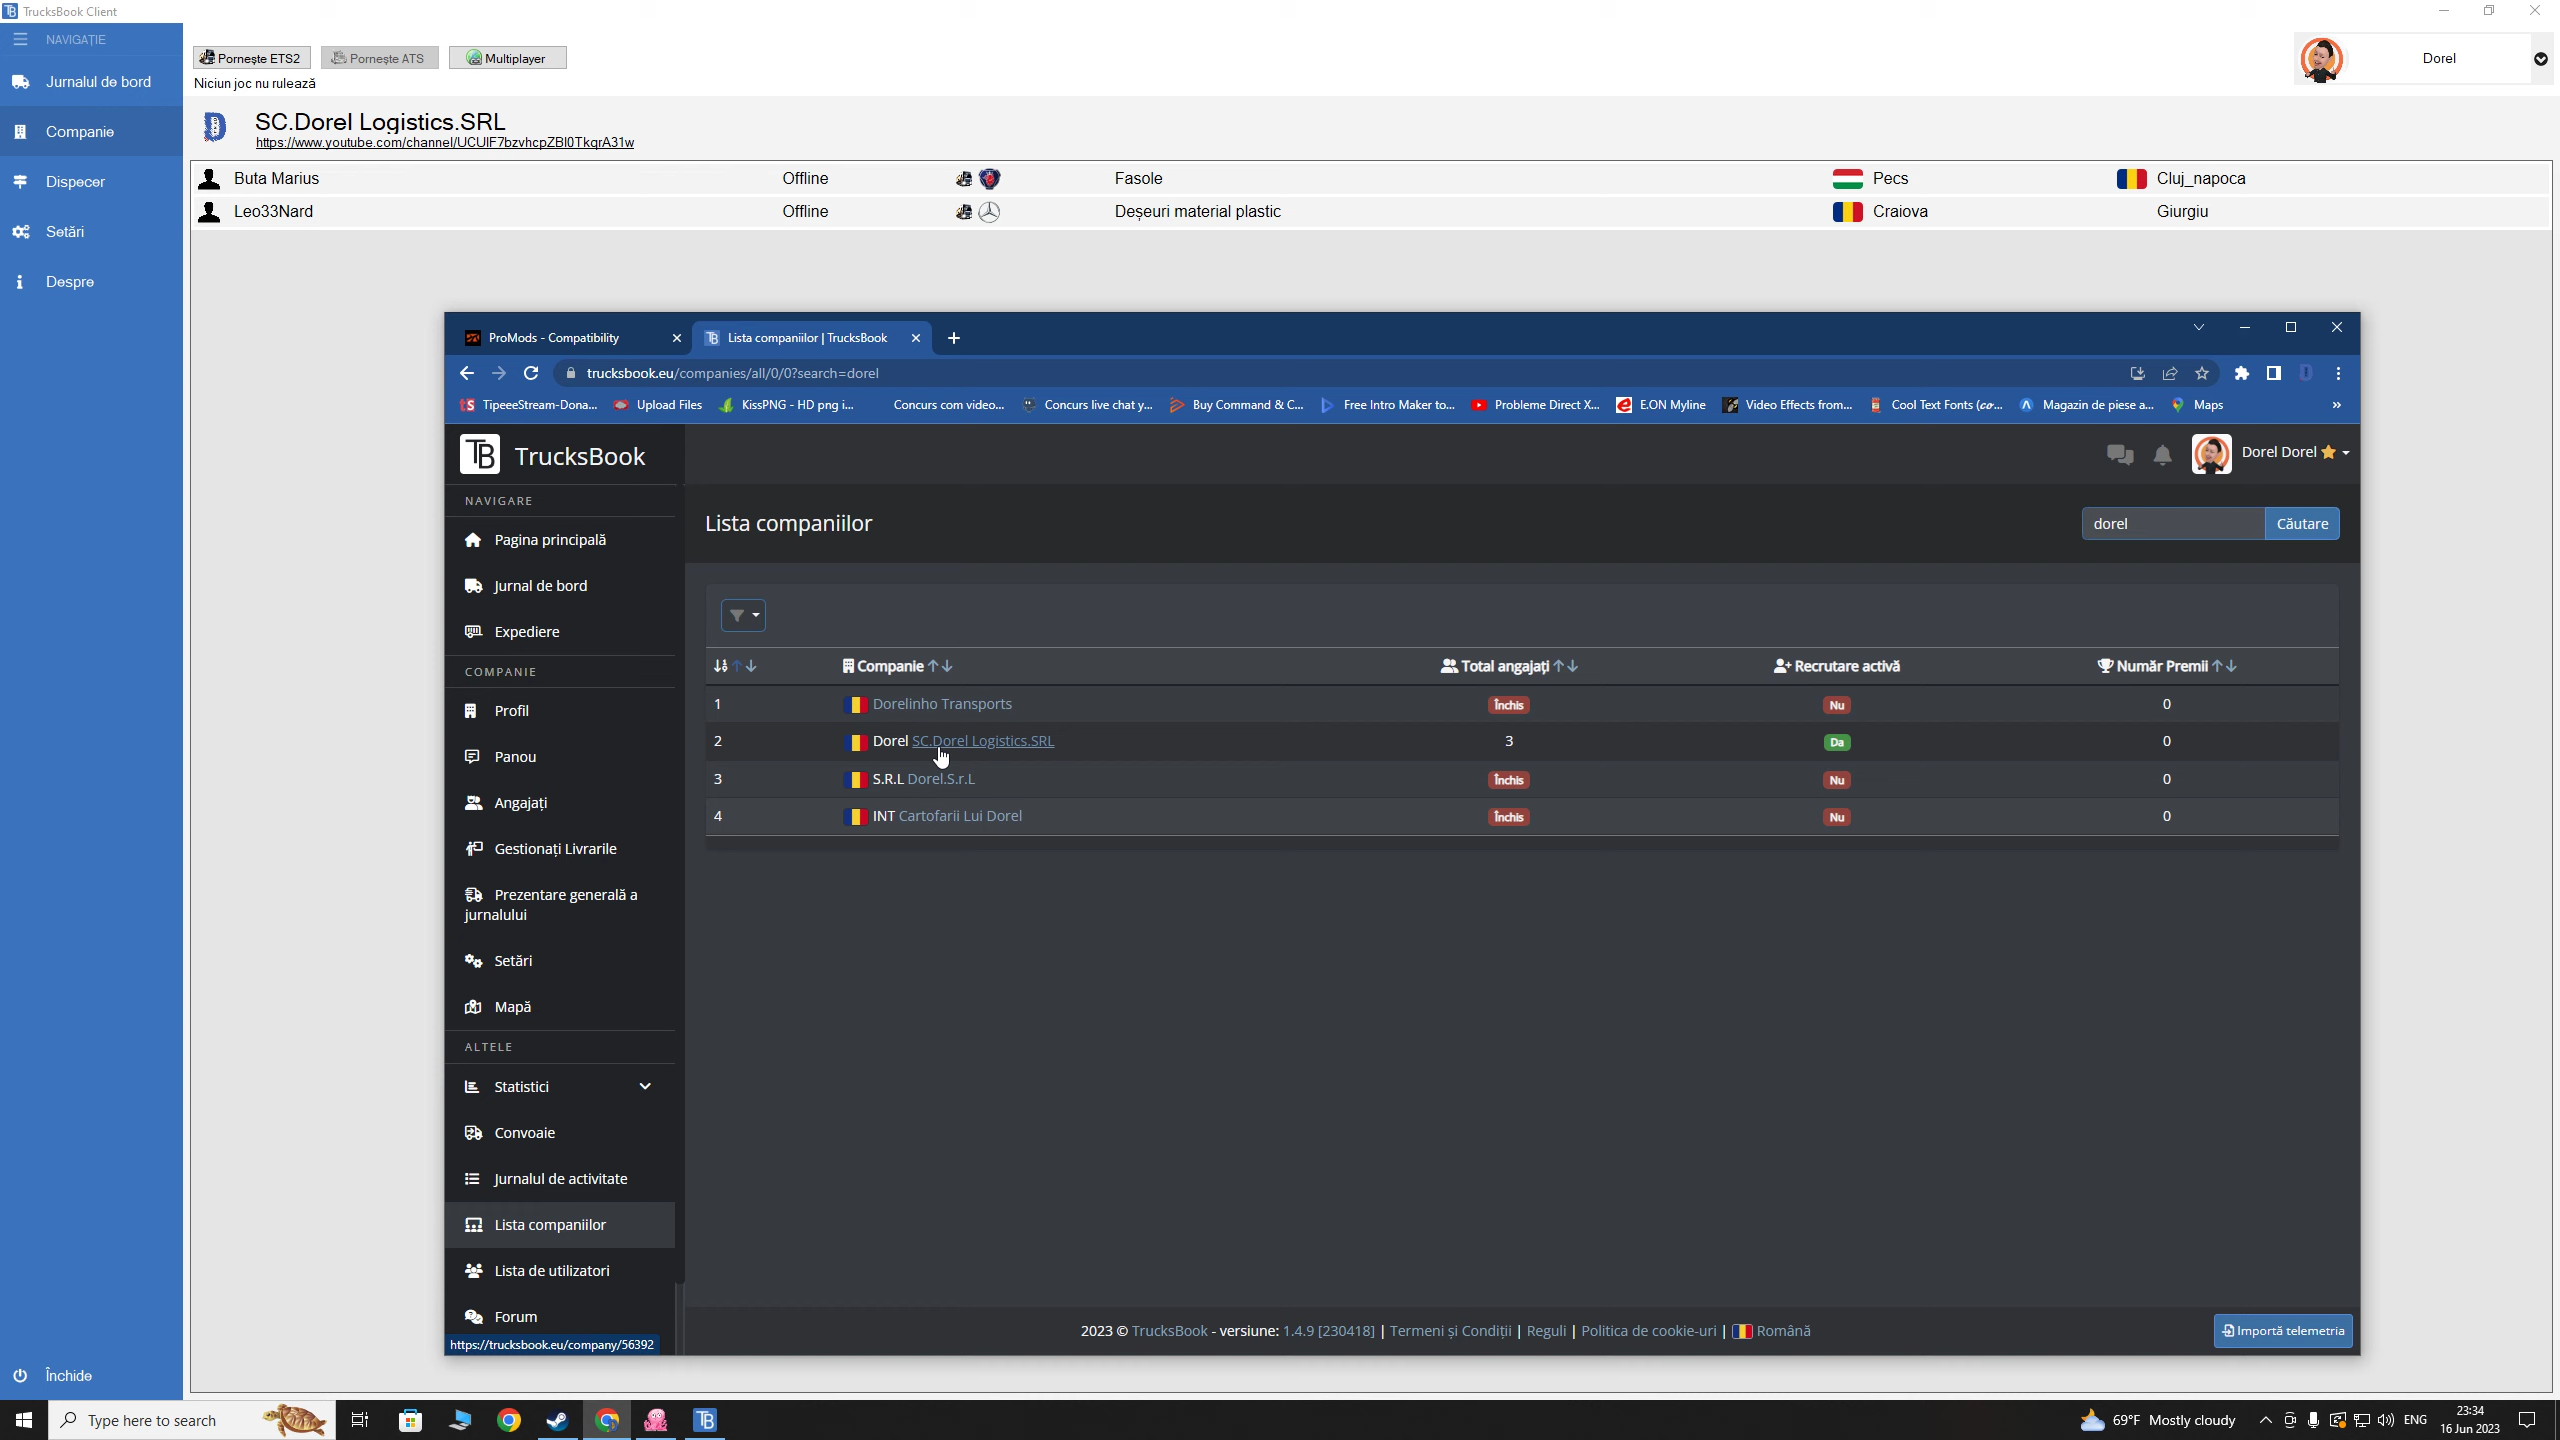 TrucksBook Client
NAVIGAȚIE
Jurnalul de bord
Companie
Dispecer
Setări
Despre
Închide
Pornește ETS2
Pornește ATS
Multiplayer
Niciun joc nu rulează
Dorel
SC.Dorel Logistics.SRL
https://www.youtube.com/channel/UCUIF7bzvhcpZBI0TkqrA31w
Buta Marius Offline Fasole Pecs Cluj_napoca
Leo33Nard Offline Deșeuri material plastic Craiova Giurgiu
ProMods - Compatibility
Lista companiilor | TrucksBook
trucksbook.eu/companies/all/0/0?search=dorel
TipeeeStream-Dona...
Upload Files
KissPNG - HD png i...
Concurs com video...
Concurs live chat y...
Buy Command & C...
Free Intro Maker to...
Probleme Direct X...
E.ON Myline
Video Effects from...
Cool Text Fonts (co...
Magazin de piese a...
Maps
»
TB TrucksBook
Dorel Dorel
NAVIGARE
Pagina principală
Jurnal de bord
Expediere
COMPANIE
Profil
Panou
Angajați
Gestionați Livrarile
Prezentare generală a
jurnalului
Setări
Mapă
ALTELE
Statistici
Convoaie
Jurnalul de activitate
Lista companiilor
Lista de utilizatori
Forum
https://trucksbook.eu/company/56392
Lista companiilor
dorel Căutare
Companie Total angajați Recrutare activă Număr Premii
1 Dorelinho Transports Închis Nu 0
2 Dorel SC.Dorel Logistics.SRL 3 Da 0
3 S.R.L Dorel.S.r.L Închis Nu 0
4 INT Cartofarii Lui Dorel Închis Nu 0
2023 © TrucksBook - versiune: 1.4.9 [230418] | Termeni și Condiții | Reguli | Politica de cookie-uri | Română
Importă telemetria
Type here to search
69°F Mostly cloudy
ENG
23:34
16 Jun 2023